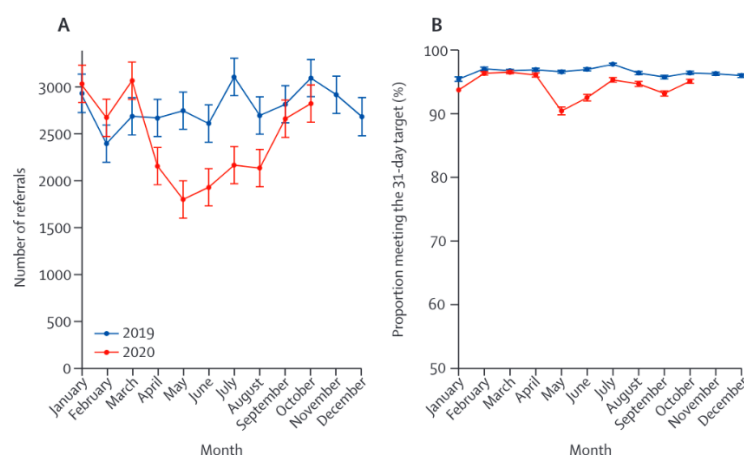 A
Number of referrals
3000
2500
2000
1500
1000
500
0
2019
2020
January
February
March
April
May
June
July
August
September
October
November
December
Month
B
Proportion meeting the 31-day target (%)
100
90
80
70
60
50
January
February
March
April
May
June
July
August
September
October
November
December
Month